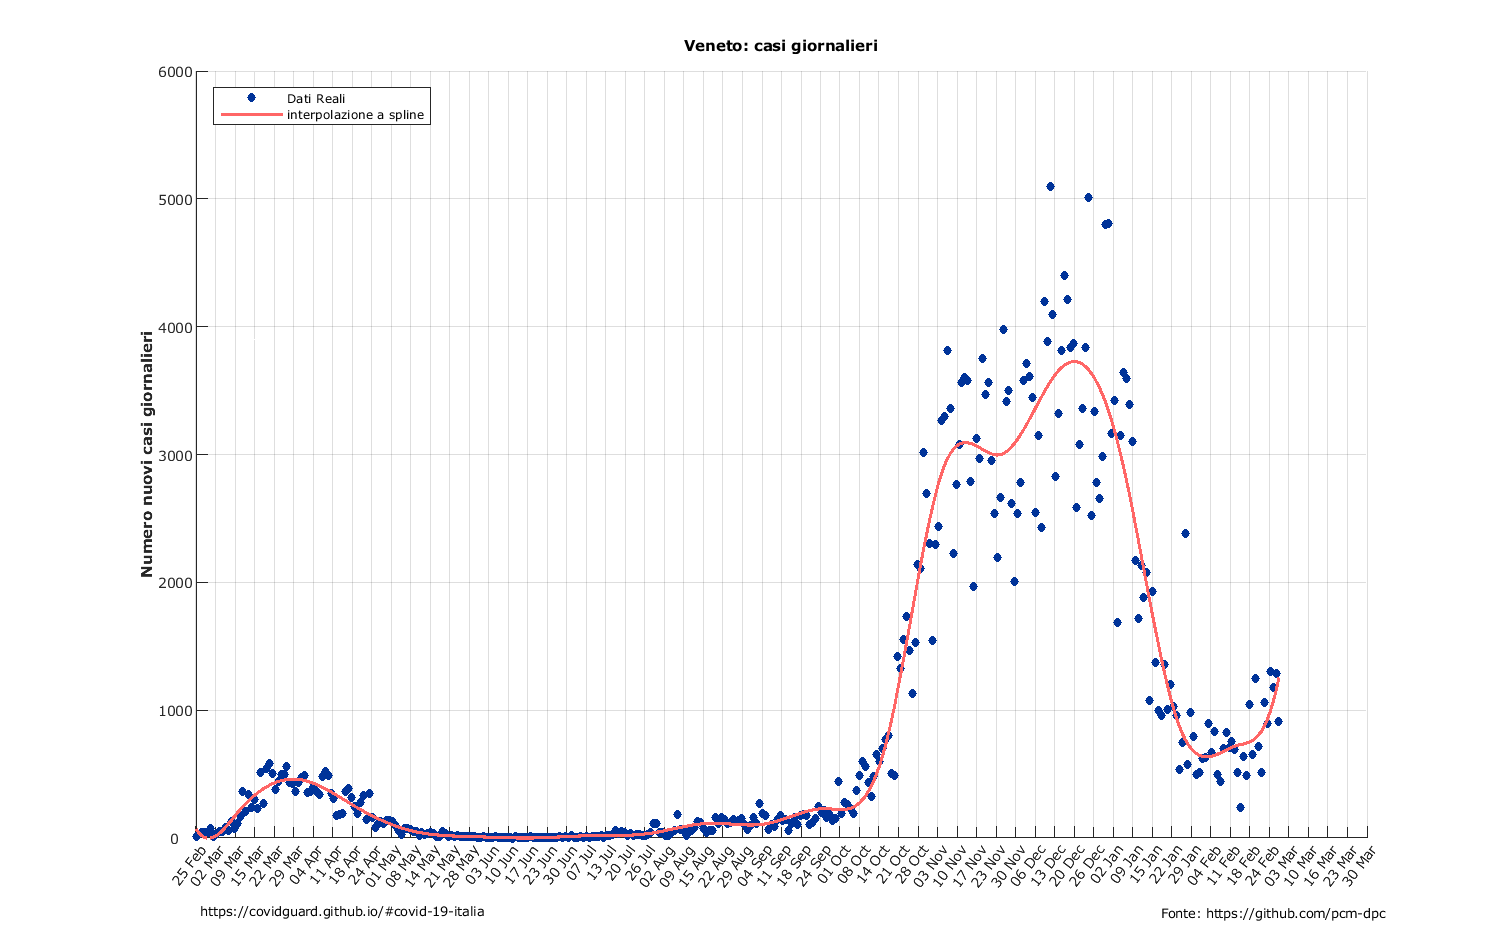 Veneto: casi giornalieri
Dati Reali
interpolazione a spline
Numero nuovi casi giornalieri
6000
5000
4000
3000
2000
1000
0
25 Feb
02 Mar
09 Mar
15 Mar
22 Mar
29 Mar
04 Apr
11 Apr
18 Apr
24 Apr
01 May
08 May
14 May
21 May
28 May
03 Jun
10 Jun
17 Jun
23 Jun
30 Jun
07 Jul
13 Jul
20 Jul
26 Jul
02 Aug
09 Aug
15 Aug
22 Aug
29 Aug
04 Sep
11 Sep
18 Sep
24 Sep
01 Oct
08 Oct
14 Oct
21 Oct
28 Oct
03 Nov
10 Nov
17 Nov
23 Nov
30 Nov
06 Dec
13 Dec
20 Dec
26 Dec
02 Jan
09 Jan
15 Jan
22 Jan
29 Jan
04 Feb
11 Feb
18 Feb
24 Feb
03 Mar
10 Mar
16 Mar
23 Mar
30 Mar
https://covidguard.github.io/#covid-19-italia
Fonte: https://github.com/pcm-dpc